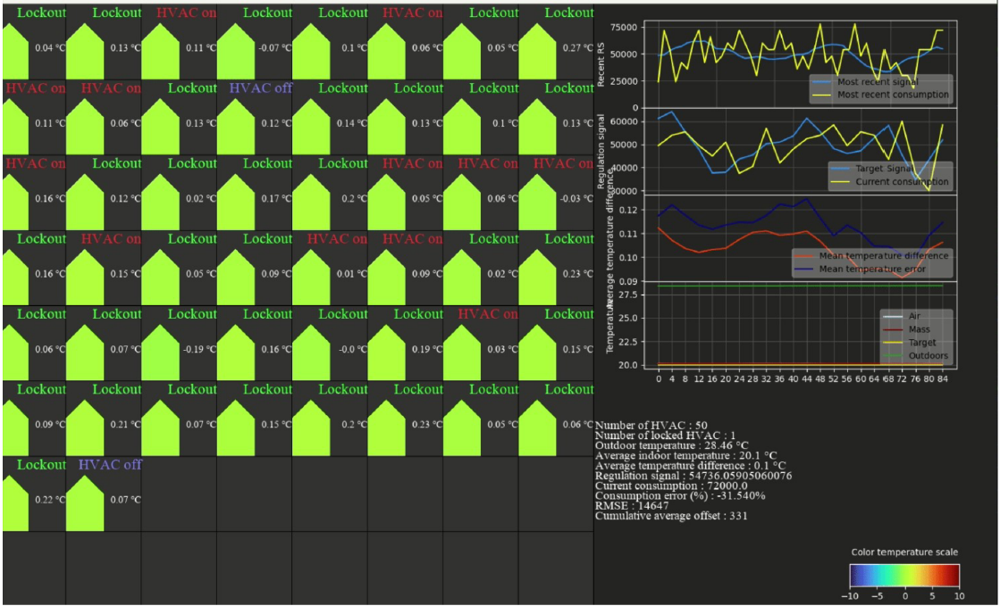 Lockout Lockout HVAC on Lockout Lockout HVAC on Lockout Lockout
0.04 °C 0.13 °C 0.11 °C -0.07 °C 0.1 °C 0.06 °C 0.05 °C 0.27 °C
HVAC on HVAC on Lockout HVAC off Lockout Lockout Lockout Lockout
0.11 °C 0.06 °C 0.13 °C 0.12 °C 0.14 °C 0.13 °C 0.1 °C 0.13 °C
HVAC on Lockout Lockout Lockout Lockout HVAC on HVAC on HVAC on
0.16 °C 0.12 °C 0.02 °C 0.17 °C 0.2 °C 0.05 °C 0.06 °C -0.03 °C
Lockout HVAC on Lockout Lockout HVAC on HVAC on Lockout Lockout
0.16 °C 0.15 °C 0.05 °C 0.09 °C 0.01 °C 0.09 °C 0.02 °C 0.23 °C
Lockout Lockout Lockout Lockout Lockout Lockout HVAC on Lockout
0.06 °C 0.07 °C -0.19 °C 0.16 °C -0.0 °C 0.19 °C 0.03 °C 0.15 °C
Lockout Lockout Lockout Lockout Lockout Lockout Lockout Lockout
0.09 °C 0.21 °C 0.07 °C 0.15 °C 0.2 °C 0.23 °C 0.05 °C 0.06 °C
Lockout HVAC off
0.22 °C 0.07 °C
Recent RS
75000
50000
25000
0
Most recent signal
Most recent consumption
Regulation signal
60000
50000
40000
30000
Target Signal
Current consumption
Average temperature difference
0.12
0.11
0.10
0.09
Mean temperature difference
Mean temperature error
Temperature
27.5
25.0
22.5
20.0
Air
Mass
Target
Outdoors
0 4 8 12 16 20 24 28 32 36 40 44 48 52 56 60 64 68 72 76 80 84
Number of HVAC : 50
Number of locked HVAC : 1
Outdoor temperature : 28.46 °C
Average indoor temperature : 20.1 °C
Average temperature difference : 0.1 °C
Regulation signal : 54736.05905060076
Current consumption : 72000.0
Consumption error (%) : -31.540%
RMSE : 14647
Cumulative average offset : 331
Color temperature scale
−10 −5 0 5 10